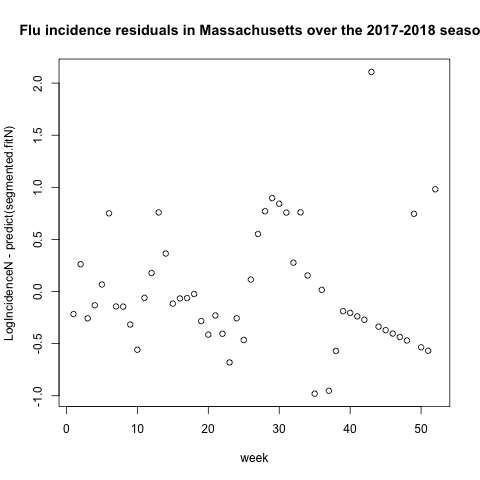 Flu incidence residuals in Massachusetts over the 2017-2018 seaso
LogIncidenceN - predict(segmented.fitN)
2.0
1.5
1.0
0.5
0.0
-0.5
-1.0
0 10 20 30 40 50
week